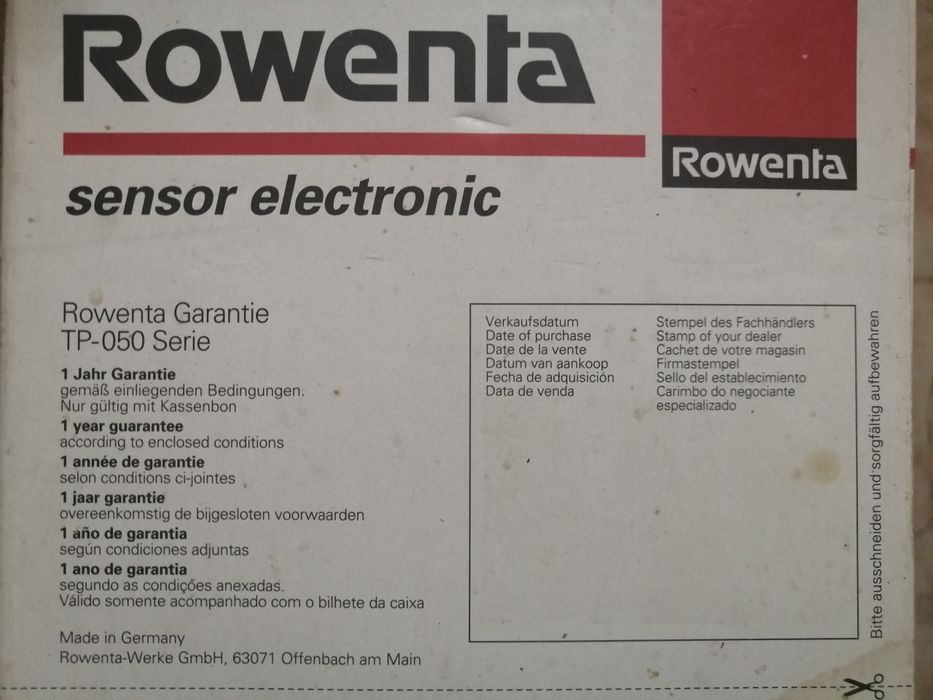 Rowenta
Rowenta
sensor electronic
Rowenta Garantie
TP-050 Serie
1 Jahr Garantie
gemäß einliegenden Bedingungen.
Nur gültig mit Kassenbon
1 year guarantee
according to enclosed conditions
1 année de garantie
selon conditions ci-jointes
1 jaar garantie
overeenkomstig de bijgesloten voorwaarden
1 año de garantia
según condiciones adjuntas
1 ano de garantia
segundo as condições anexadas.
Válido somente acompanhado com o bilhete da caixa
Made in Germany
Rowenta-Werke GmbH, 63071 Offenbach am Main
Verkaufsdatum
Date of purchase
Date de la vente
Datum van aankoop
Fecha de adquisición
Data de venda
Stempel des Fachhändlers
Stamp of your dealer
Cachet de votre magasin
Firmastempel
Sello del establecimiento
Carimbo do negociante
especializado
Bitte ausschneiden und sorgfältig aufbewahren